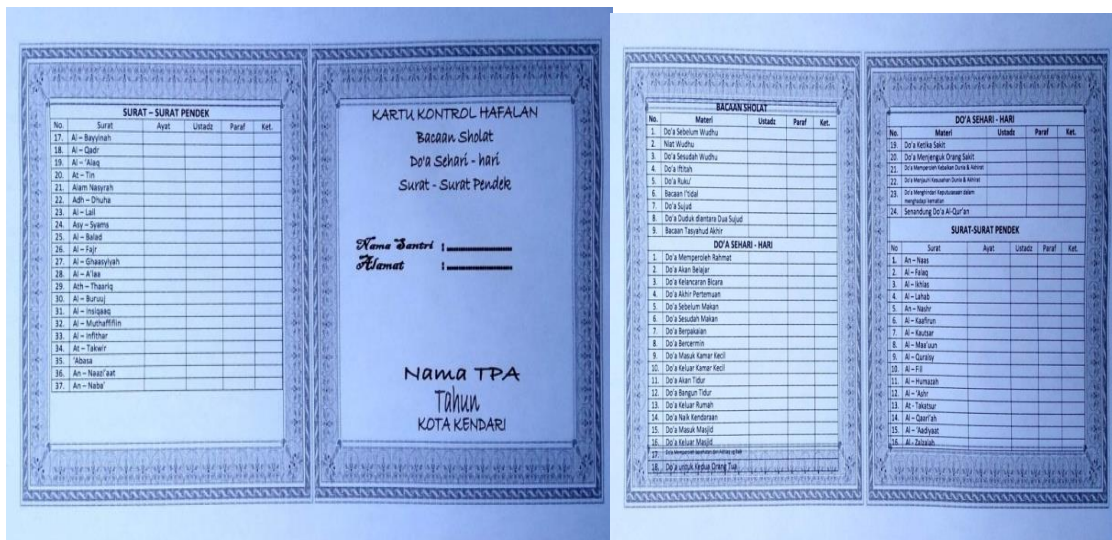 SURAT – SURAT PENDEK
No. Surat Ayat Ustadz Paraf Ket.
17. Al – Bayyinah
18. Al – Qadr
19. Al – 'Alaq
20. At – Tin
21. Alam Nasyrah
22. Adh – Dhuha
23. Al – Lail
24. Asy – Syams
25. Al – Balad
26. Al – Fajr
27. Al – Ghaasyiyah
28. Al – A'laa
29. Ath – Thaariq
30. Al – Buruuj
31. Al – Insiqaaq
32. Al – Muthaffifiin
33. Al – Infithar
34. At – Takwir
35. 'Abasa
36. An – Naazi'aat
37. An – Naba'
KARTU KONTROL HAFALAN
Bacaan Sholat
Do'a Sehari - hari
Surat - Surat Pendek
Nama Santri :
Alamat :
Nama TPA
Tahun
KOTA KENDARI
BACAAN SHOLAT
No. Materi Ustadz Paraf Ket.
1. Do'a Sebelum Wudhu
2. Niat Wudhu
3. Do'a Sesudah Wudhu
4. Do'a Iftitah
5. Do'a Ruku'
6. Bacaan I'tidal
7. Do'a Sujud
8. Do'a Duduk diantara Dua Sujud
9. Bacaan Tasyahud Akhir
DO'A SEHARI - HARI
1. Do'a Memperoleh Rahmat
2. Do'a Akan Belajar
3. Do'a Kelancaran Bicara
4. Do'a Akhir Pertemuan
5. Do'a Sebelum Makan
6. Do'a Sesudah Makan
7. Do'a Berpakaian
8. Do'a Bercermin
9. Do'a Masuk Kamar Kecil
10. Do'a Keluar Kamar Kecil
11. Do'a Akan Tidur
12. Do'a Bangun Tidur
13. Do'a Keluar Rumah
14. Do'a Naik Kendaraan
15. Do'a Masuk Masjid
16. Do'a Keluar Masjid
17. Do'a Memperoleh
18. Do'a untuk Kedua Orang Tua
DO'A SEHARI - HARI
No. Materi Ustadz Paraf Ket.
19. Do'a Ketika Sakit
20. Do'a Menjenguk Orang Sakit
21. Do'a Memperoleh Kebaikan Dunia & Akhirat
22. Do'a Menjauhi Kesusahan Dunia & Akhirat
23. Do'a Menghindari Keputusasaan dalam
menghadapi kematian
24. Senandung Do'a Al-Qur'an
SURAT-SURAT PENDEK
No Surat Ayat Ustadz Paraf Ket.
1. An – Naas
2. Al – Falaq
3. Al – Ikhlas
4. Al – Lahab
5. An – Nashr
6. Al – Kaafirun
7. Al – Kautsar
8. Al – Maa'uun
9. Al – Quraisy
10. Al – Fil
11. Al – Humazah
12. Al – 'Ashr
13. At - Takatsur
14. Al – Qaari'ah
15. Al – 'Aadiyaat
16. Al - Zalzalah